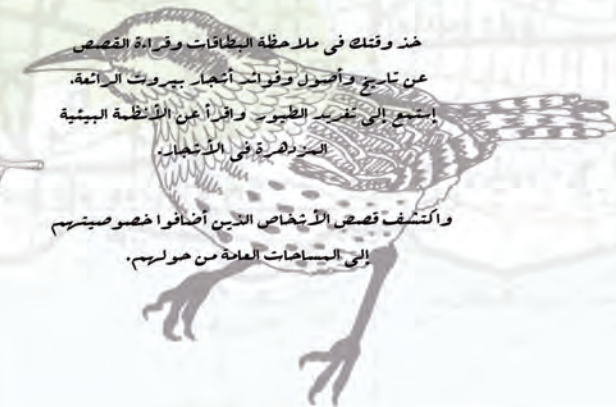 خذ وقتك في ملاحظة البطاقات وقراءة القصص
عن تاريخ وأصول وفوائد أشجار بيروت الرائعة.
إستمع إلى تغريد الطيور واقرأ عن الأنظمة البيئية
المزدهرة في الأشجار.
واكتشف قصص الأشخاص الذين أضافوا خصوصيتهم
إلى المساحات العامة من حولهم.